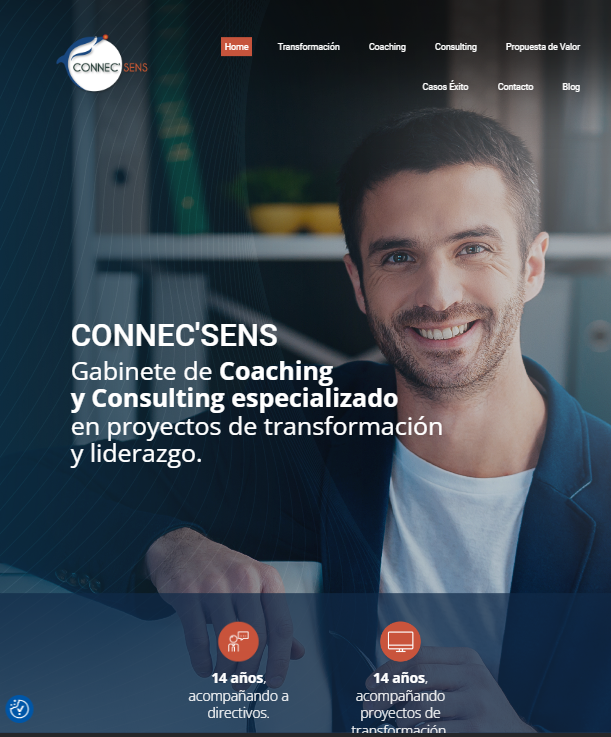 CONNEC'SENS
Home
Transformación
Coaching
Consulting
Propuesta de Valor
Casos Éxito
Contacto
Blog
CONNEC'SENS
Gabinete de Coaching
y Consulting especializado
en proyectos de transformación
y liderazgo.
14 años,
acompañando a
directivos.
14 años,
acompañando
proyectos de
transformación